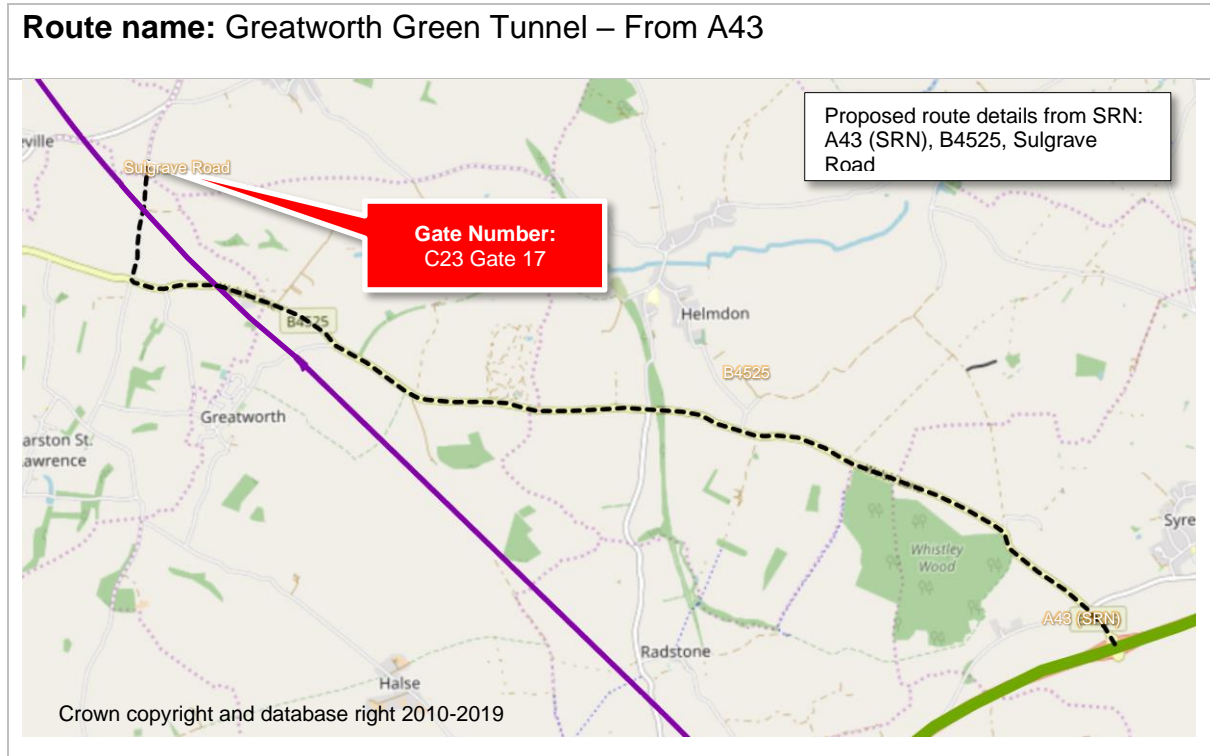 Route name: Greatworth Green Tunnel – From A43
Proposed route details from SRN:
A43 (SRN), B4525, Sulgrave
Road
ville
Sulgrave Road
Gate Number:
C23 Gate 17
Helmdon
B4525
B4525
Greatworth
arston St.
awrence
Syre
Whistley
Wood
A43 (SRN)
Radstone
Halse
Crown copyright and database right 2010-2019